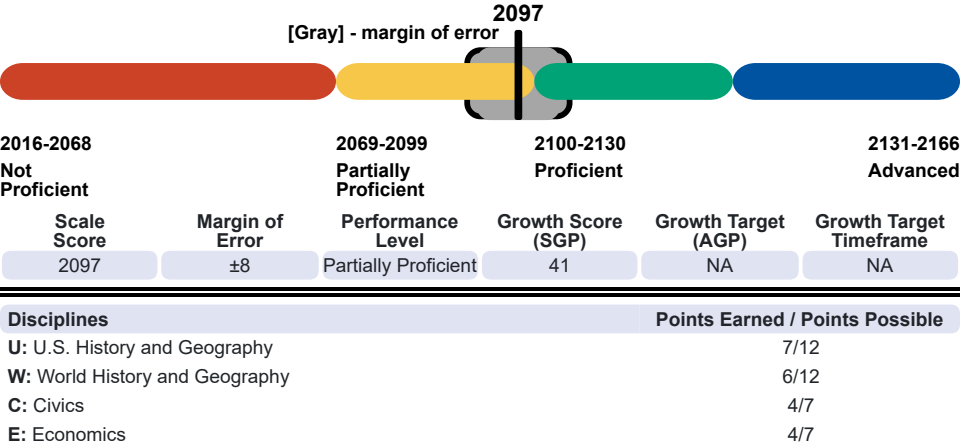 2097
[Gray] - margin of error
2016-2068 2069-2099 2100-2130 2131-2166
Not Partially Proficient Advanced
Proficient Proficient
Scale Margin of Performance Growth Score Growth Target Growth Target
Score Error Level (SGP) (AGP) Timeframe
2097 ±8 Partially Proficient 41 NA NA
Disciplines Points Earned / Points Possible
U: U.S. History and Geography 7/12
W: World History and Geography 6/12
C: Civics 4/7
E: Economics 4/7